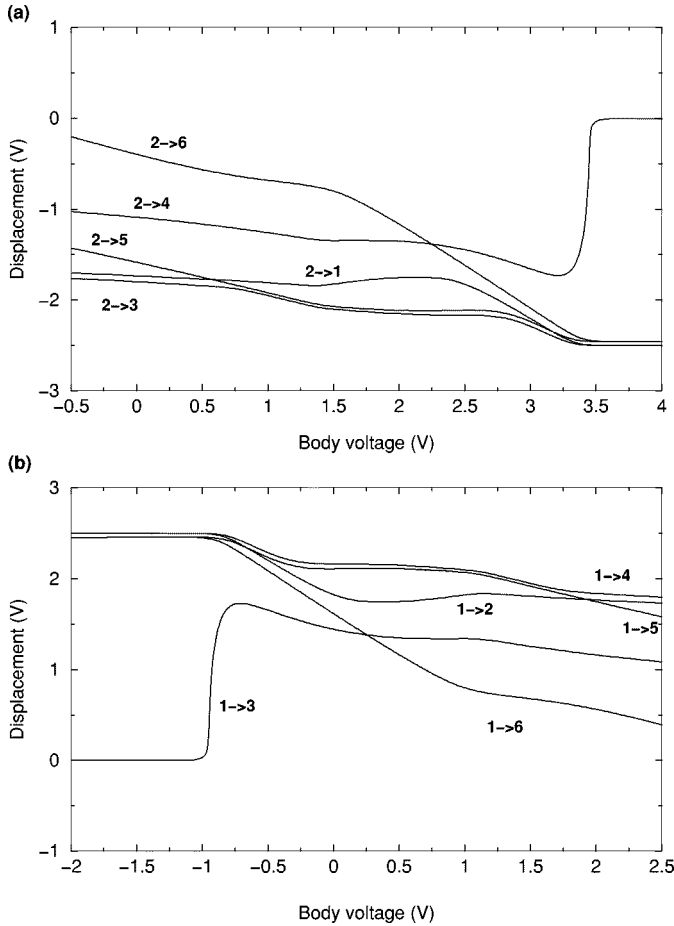 (a)
1
0
−1
−2
−3
Displacement (V)
2->6
2->4
2->5
2->1
2->3
−0.5 0 0.5 1 1.5 2 2.5 3 3.5 4
Body voltage (V)
(b)
3
2
1
0
−1
Displacement (V)
1->4
1->2
1->5
1->3
1->6
−2 −1.5 −1 −0.5 0 0.5 1 1.5 2 2.5
Body voltage (V)